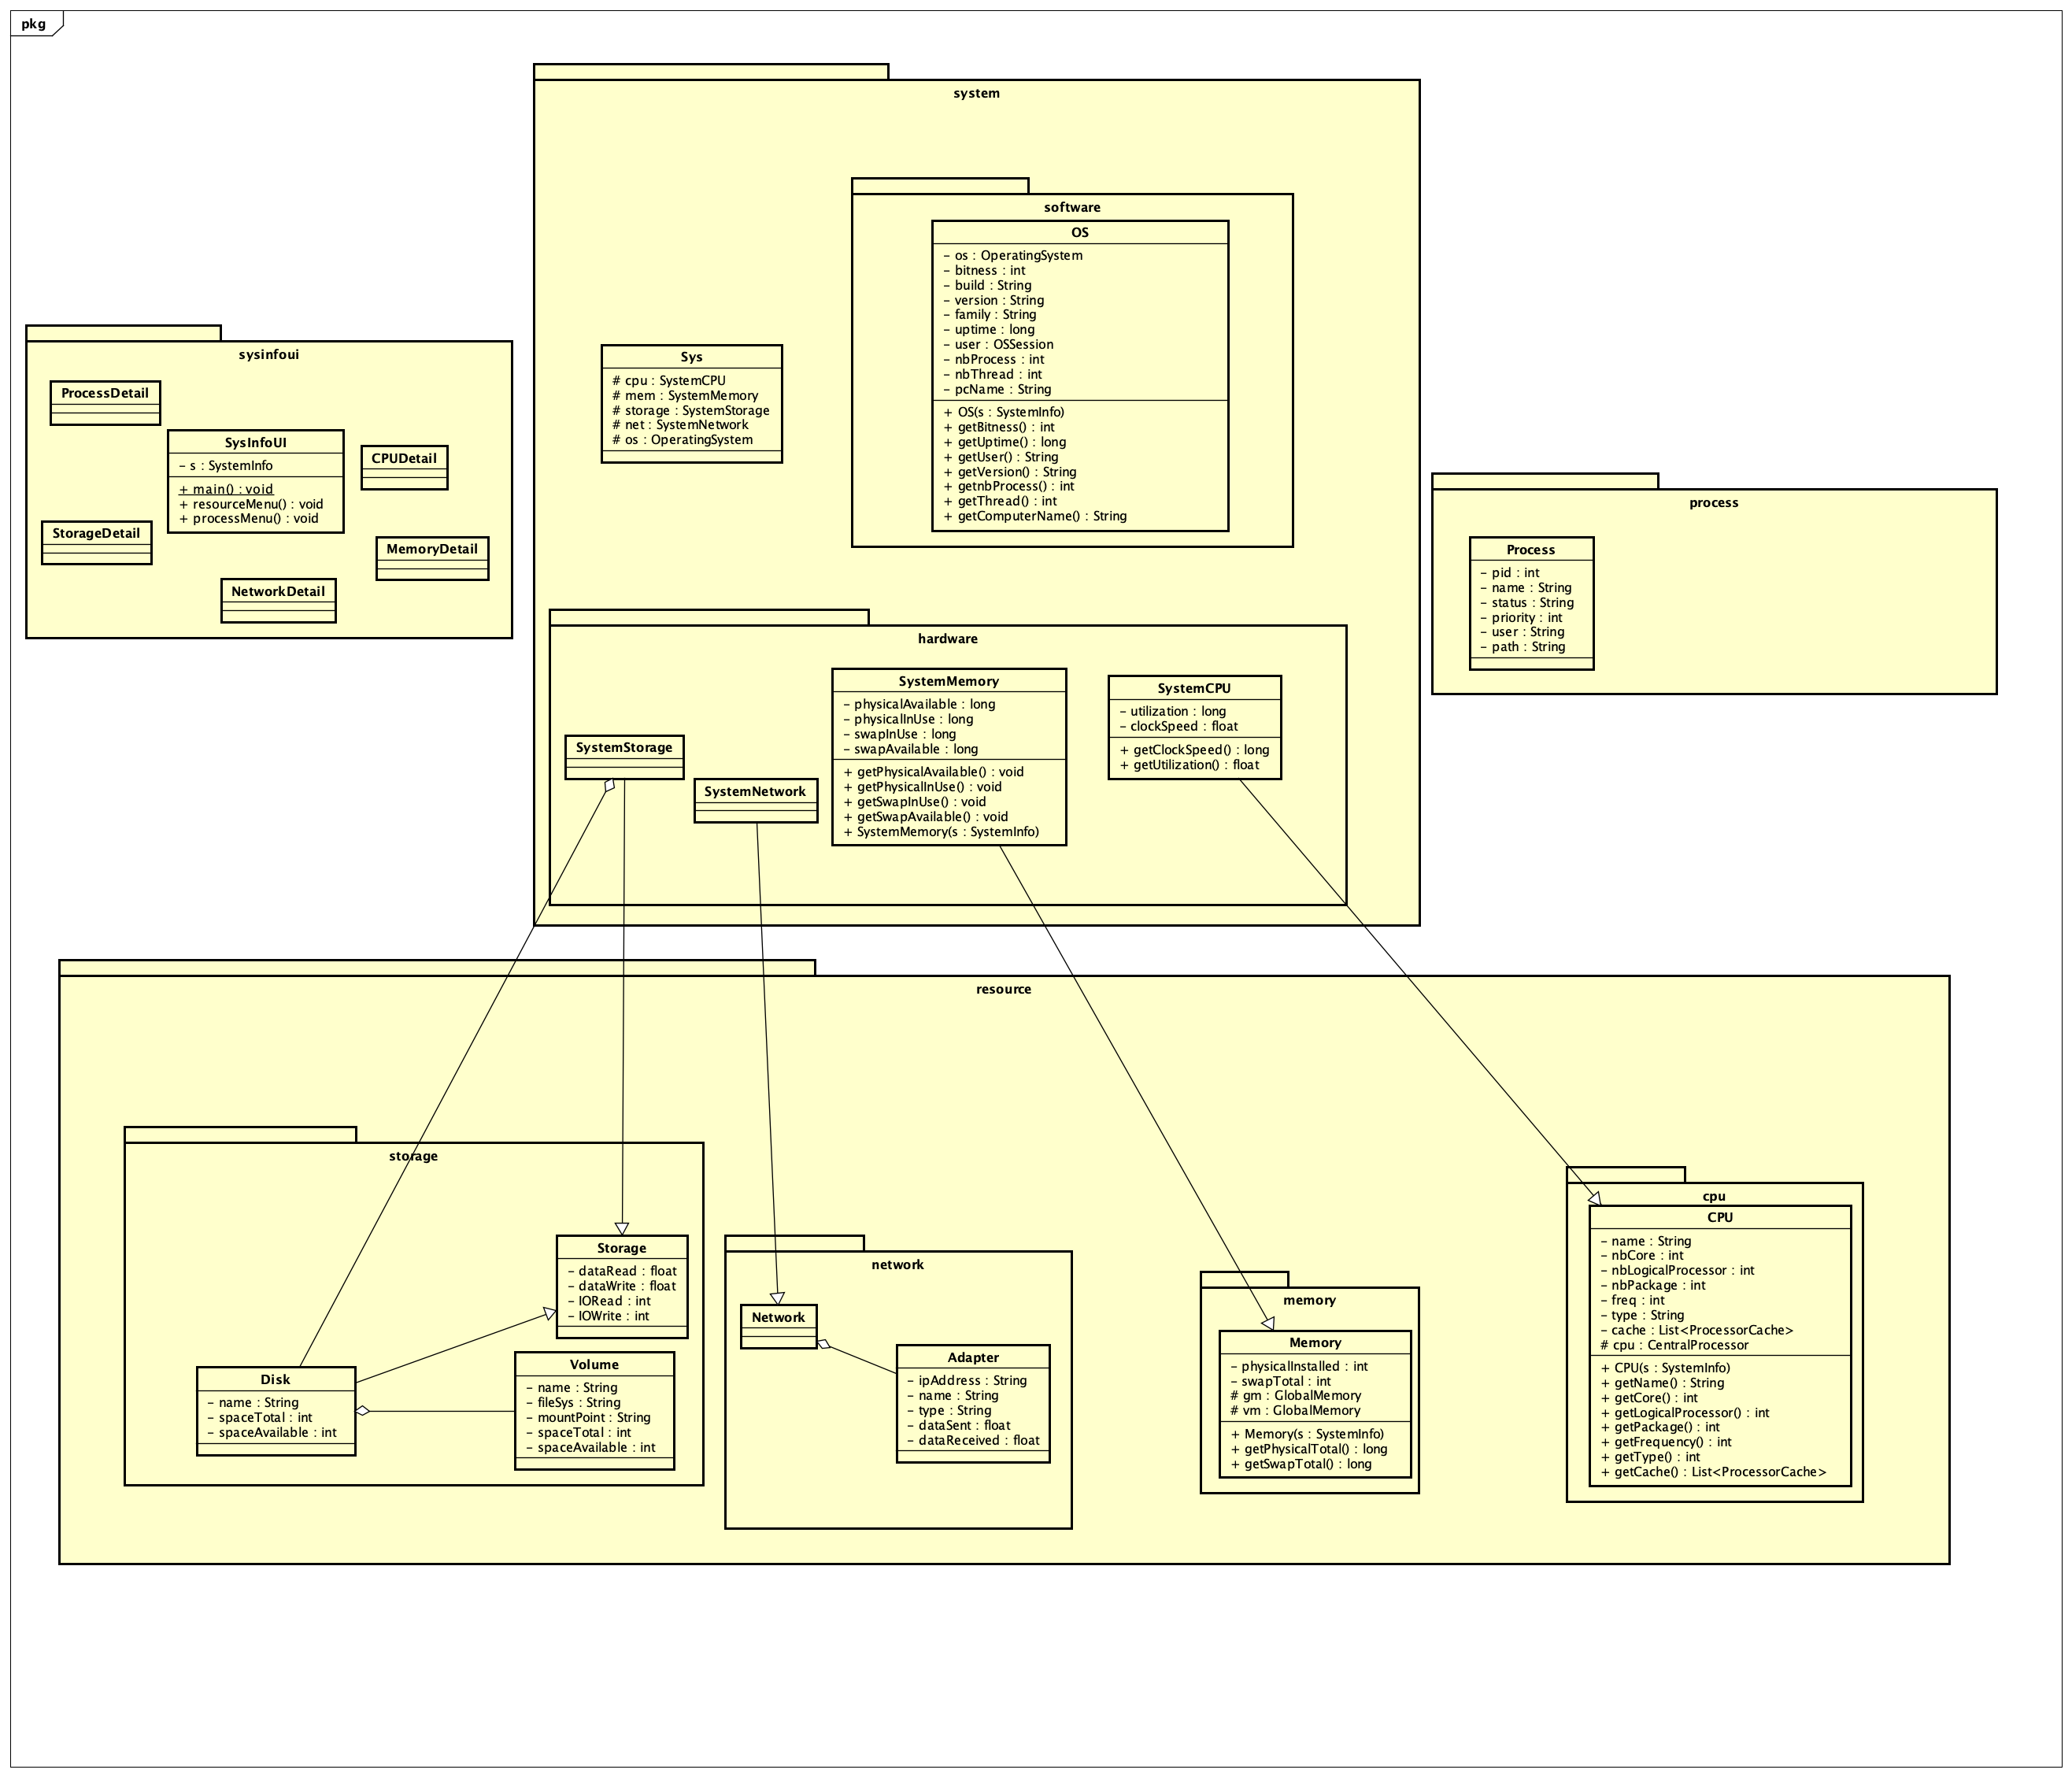 pkg
system
software
OS
– os : OperatingSystem
– bitness : int
– build : String
– version : String
– family : String
– uptime : long
– user : OSSession
– nbProcess : int
– nbThread : int
– pcName : String
+ OS(s : SystemInfo)
+ getBitness() : int
+ getUptime() : long
+ getUser() : String
+ getVersion() : String
+ getnbProcess() : int
+ getThread() : int
+ getComputerName() : String
Sys
# cpu : SystemCPU
# mem : SystemMemory
# storage : SystemStorage
# net : SystemNetwork
# os : OperatingSystem
sysinfoui
ProcessDetail
SysInfoUI
– s : SystemInfo
+ main() : void
+ resourceMenu() : void
+ processMenu() : void
CPUDetail
StorageDetail
MemoryDetail
NetworkDetail
process
Process
– pid : int
– name : String
– status : String
– priority : int
– user : String
– path : String
hardware
SystemStorage
SystemNetwork
SystemMemory
– physicalAvailable : long
– physicalInUse : long
– swapInUse : long
– swapAvailable : long
+ getPhysicalAvailable() : void
+ getPhysicalInUse() : void
+ getSwapInUse() : void
+ getSwapAvailable() : void
+ SystemMemory(s : SystemInfo)
SystemCPU
– utilization : long
– clockSpeed : float
+ getClockSpeed() : long
+ getUtilization() : float
resource
storage
Storage
– dataRead : float
– dataWrite : float
– IORead : int
– IOWrite : int
Disk
– name : String
– spaceTotal : int
– spaceAvailable : int
Volume
– name : String
– fileSys : String
– mountPoint : String
– spaceTotal : int
– spaceAvailable : int
network
Network
Adapter
– ipAddress : String
– name : String
– type : String
– dataSent : float
– dataReceived : float
memory
Memory
– physicalInstalled : int
– swapTotal : int
# gm : GlobalMemory
# vm : GlobalMemory
+ Memory(s : SystemInfo)
+ getPhysicalTotal() : long
+ getSwapTotal() : long
cpu
CPU
– name : String
– nbCore : int
– nbLogicalProcessor : int
– nbPackage : int
– freq : int
– type : String
– cache : List<ProcessorCache>
# cpu : CentralProcessor
+ CPU(s : SystemInfo)
+ getName() : String
+ getCore() : int
+ getLogicalProcessor() : int
+ getPackage() : int
+ getFrequency() : int
+ getType() : int
+ getCache() : List<ProcessorCache>